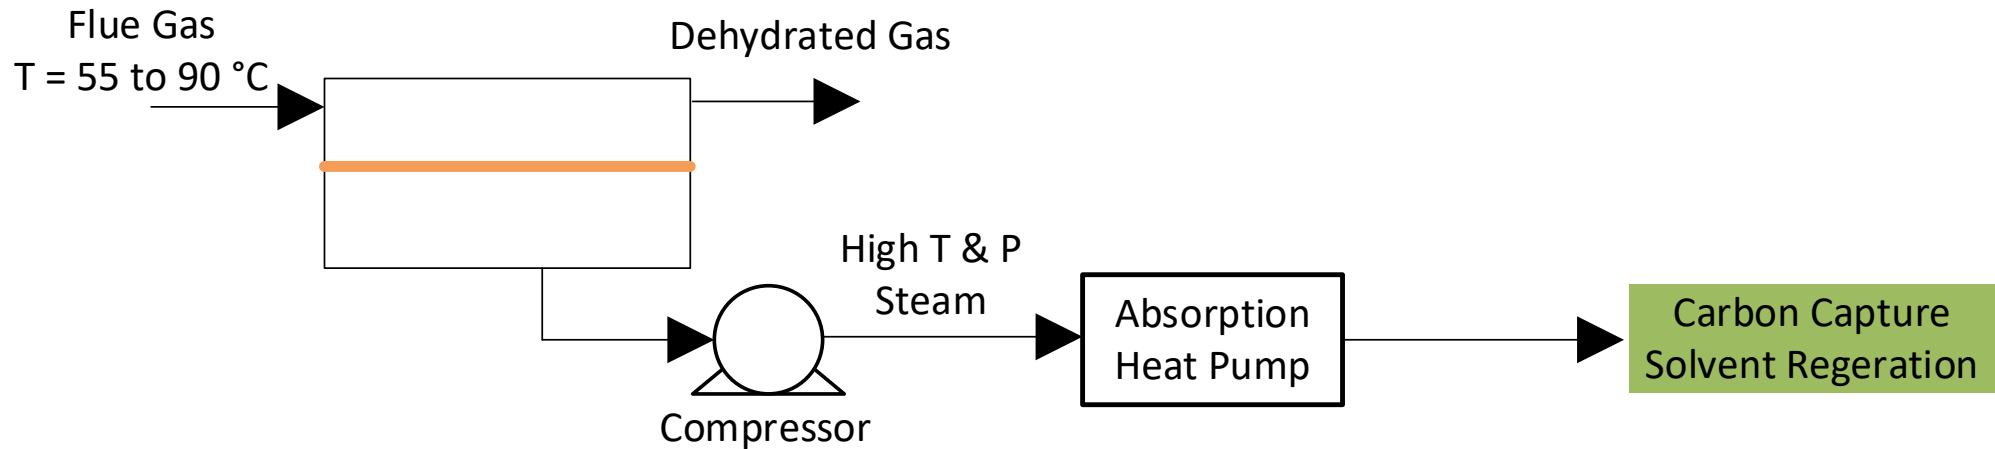 Flue Gas
T = 55 to 90 °C
Dehydrated Gas
High T & P
Steam
Compressor
Absorption
Heat Pump
Carbon Capture
Solvent Regeration